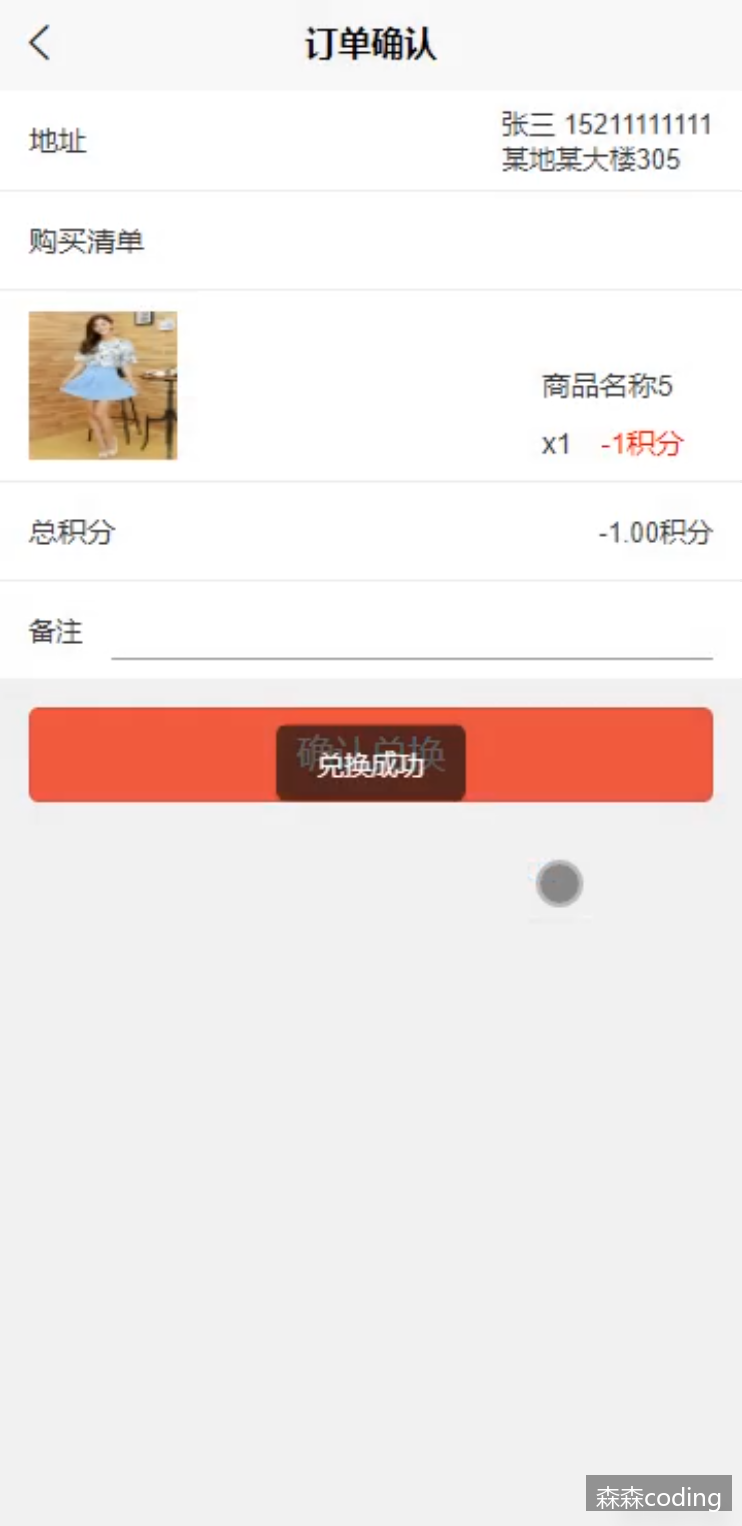 订单确认
地址
张三 15211111111
某地某大楼305
购买清单
商品名称5
x1 -1积分
总积分
-1.00积分
备注
确认兑换
兑换成功
森森coding